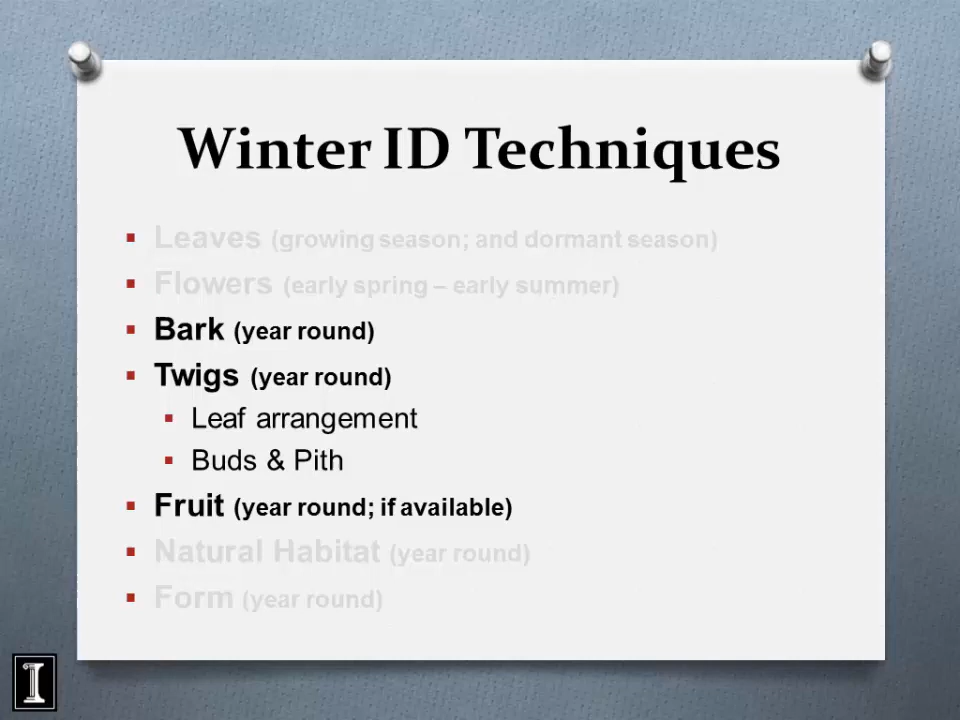 Winter ID Techniques
▪ Leaves (growing season; and dormant season)
▪ Flowers (early spring – early summer)
▪ Bark (year round)
▪ Twigs (year round)
▪ Leaf arrangement
▪ Buds & Pith
▪ Fruit (year round; if available)
▪ Natural Habitat (year round)
▪ Form (year round)
I